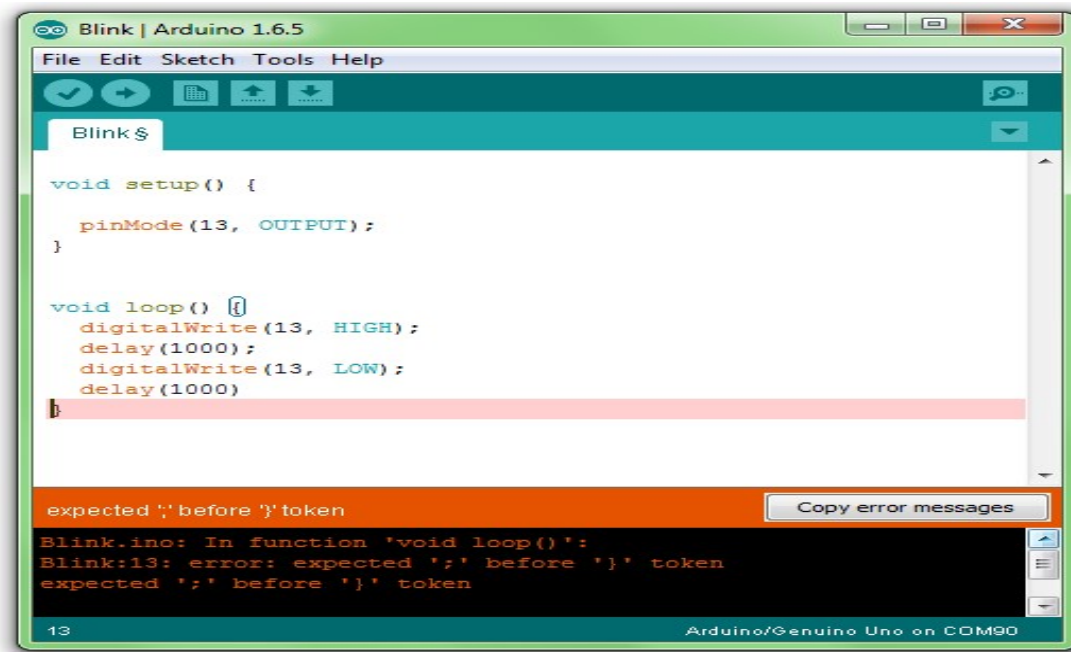 Blink | Arduino 1.6.5
File Edit Sketch Tools Help
Blink §
void setup() {
pinMode(13, OUTPUT);
}
void loop() {
digitalWrite(13, HIGH);
delay(1000);
digitalWrite(13, LOW);
delay(1000)
}
expected ';' before '}' token
Copy error messages
Blink.ino: In function 'void loop()':
Blink:13: error: expected ';' before '}' token
expected ';' before '}' token
13
Arduino/Genuino Uno on COM90